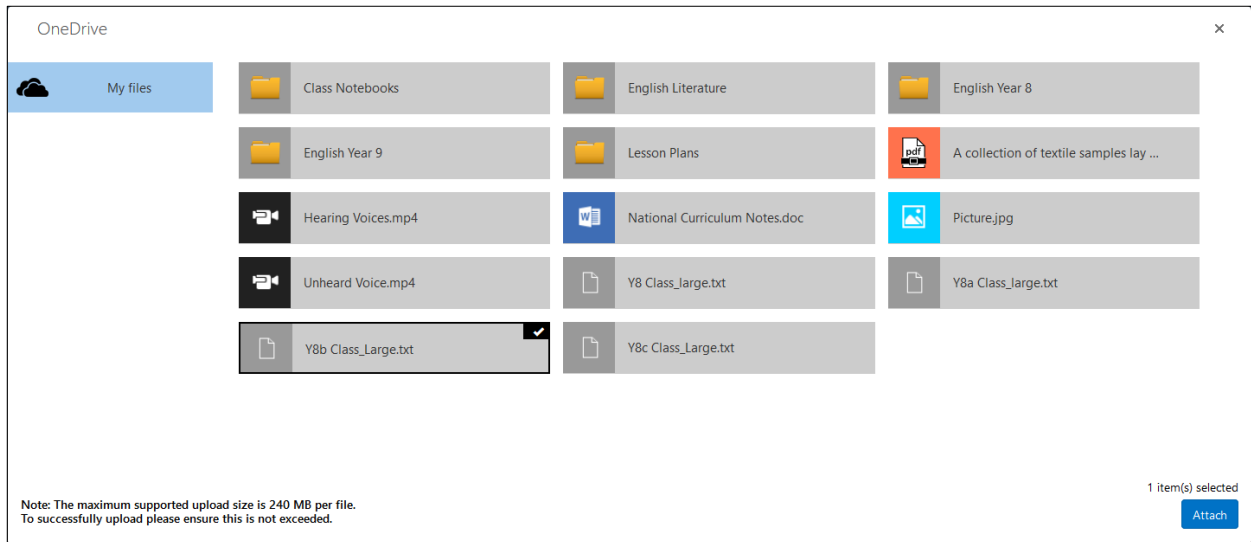 OneDrive
×
My files
Class Notebooks
English Literature
English Year 8
English Year 9
Lesson Plans
pdf
A collection of textile samples lay ...
Hearing Voices.mp4
W
National Curriculum Notes.doc
Picture.jpg
Unheard Voice.mp4
Y8 Class_large.txt
Y8a Class_large.txt
Y8b Class_Large.txt
Y8c Class_Large.txt
1 item(s) selected
Note: The maximum supported upload size is 240 MB per file.
To successfully upload please ensure this is not exceeded.
Attach